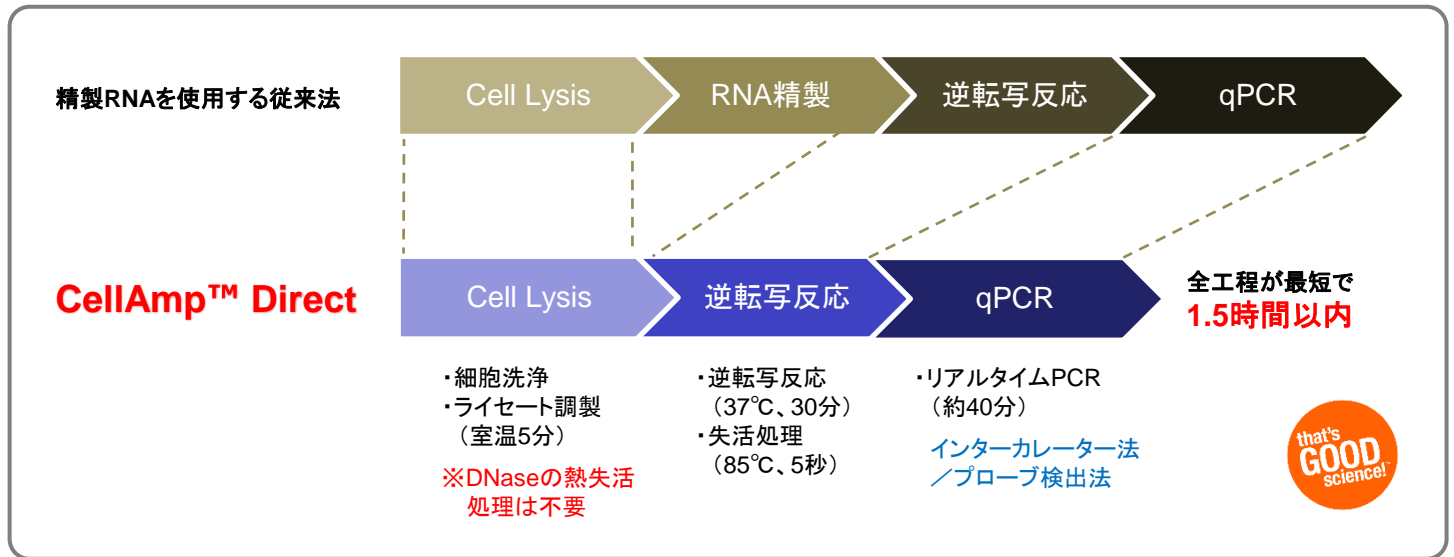 精製RNAを使用する従来法
Cell Lysis
RNA精製
逆転写反応
qPCR
CellAmp™ Direct
Cell Lysis
逆転写反応
qPCR
全工程が最短で
1.5時間以内
・細胞洗浄
・ライセート調製
（室温5分）
※DNaseの熱失活
処理は不要
・逆転写反応
（37℃、30分）
・失活処理
（85℃、5秒）
・リアルタイムPCR
（約40分）
インターカレーター法
／プローブ検出法
that's
GOOD
science!™